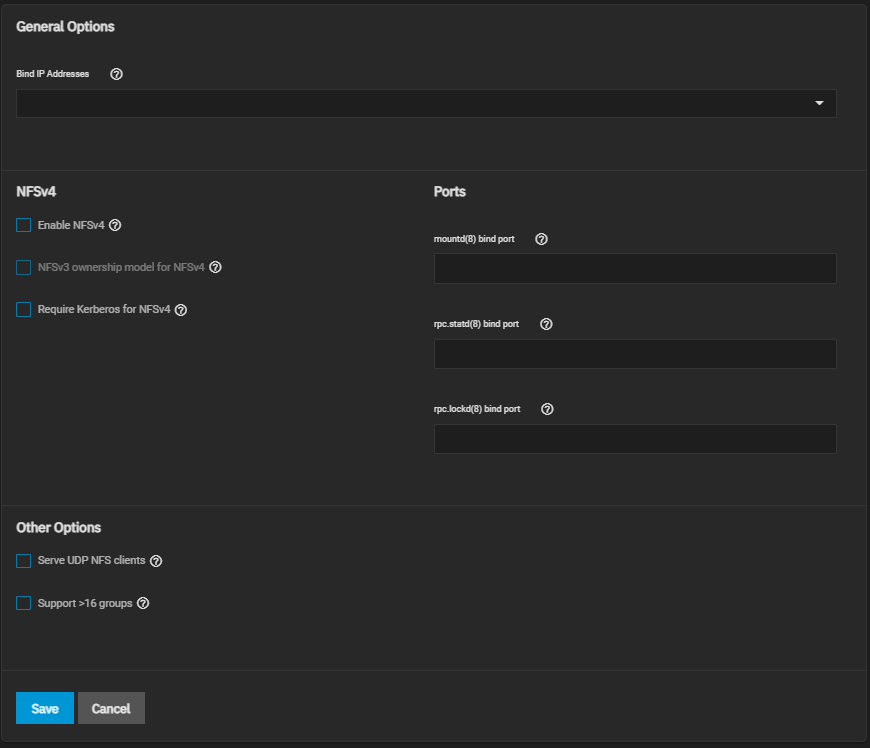 General Options
Bind IP Addresses
NFSv4
Enable NFSv4
NFSv3 ownership model for NFSv4
Require Kerberos for NFSv4
Ports
mountd(8) bind port
rpc.statd(8) bind port
rpc.lockd(8) bind port
Other Options
Serve UDP NFS clients
Support >16 groups
Save Cancel